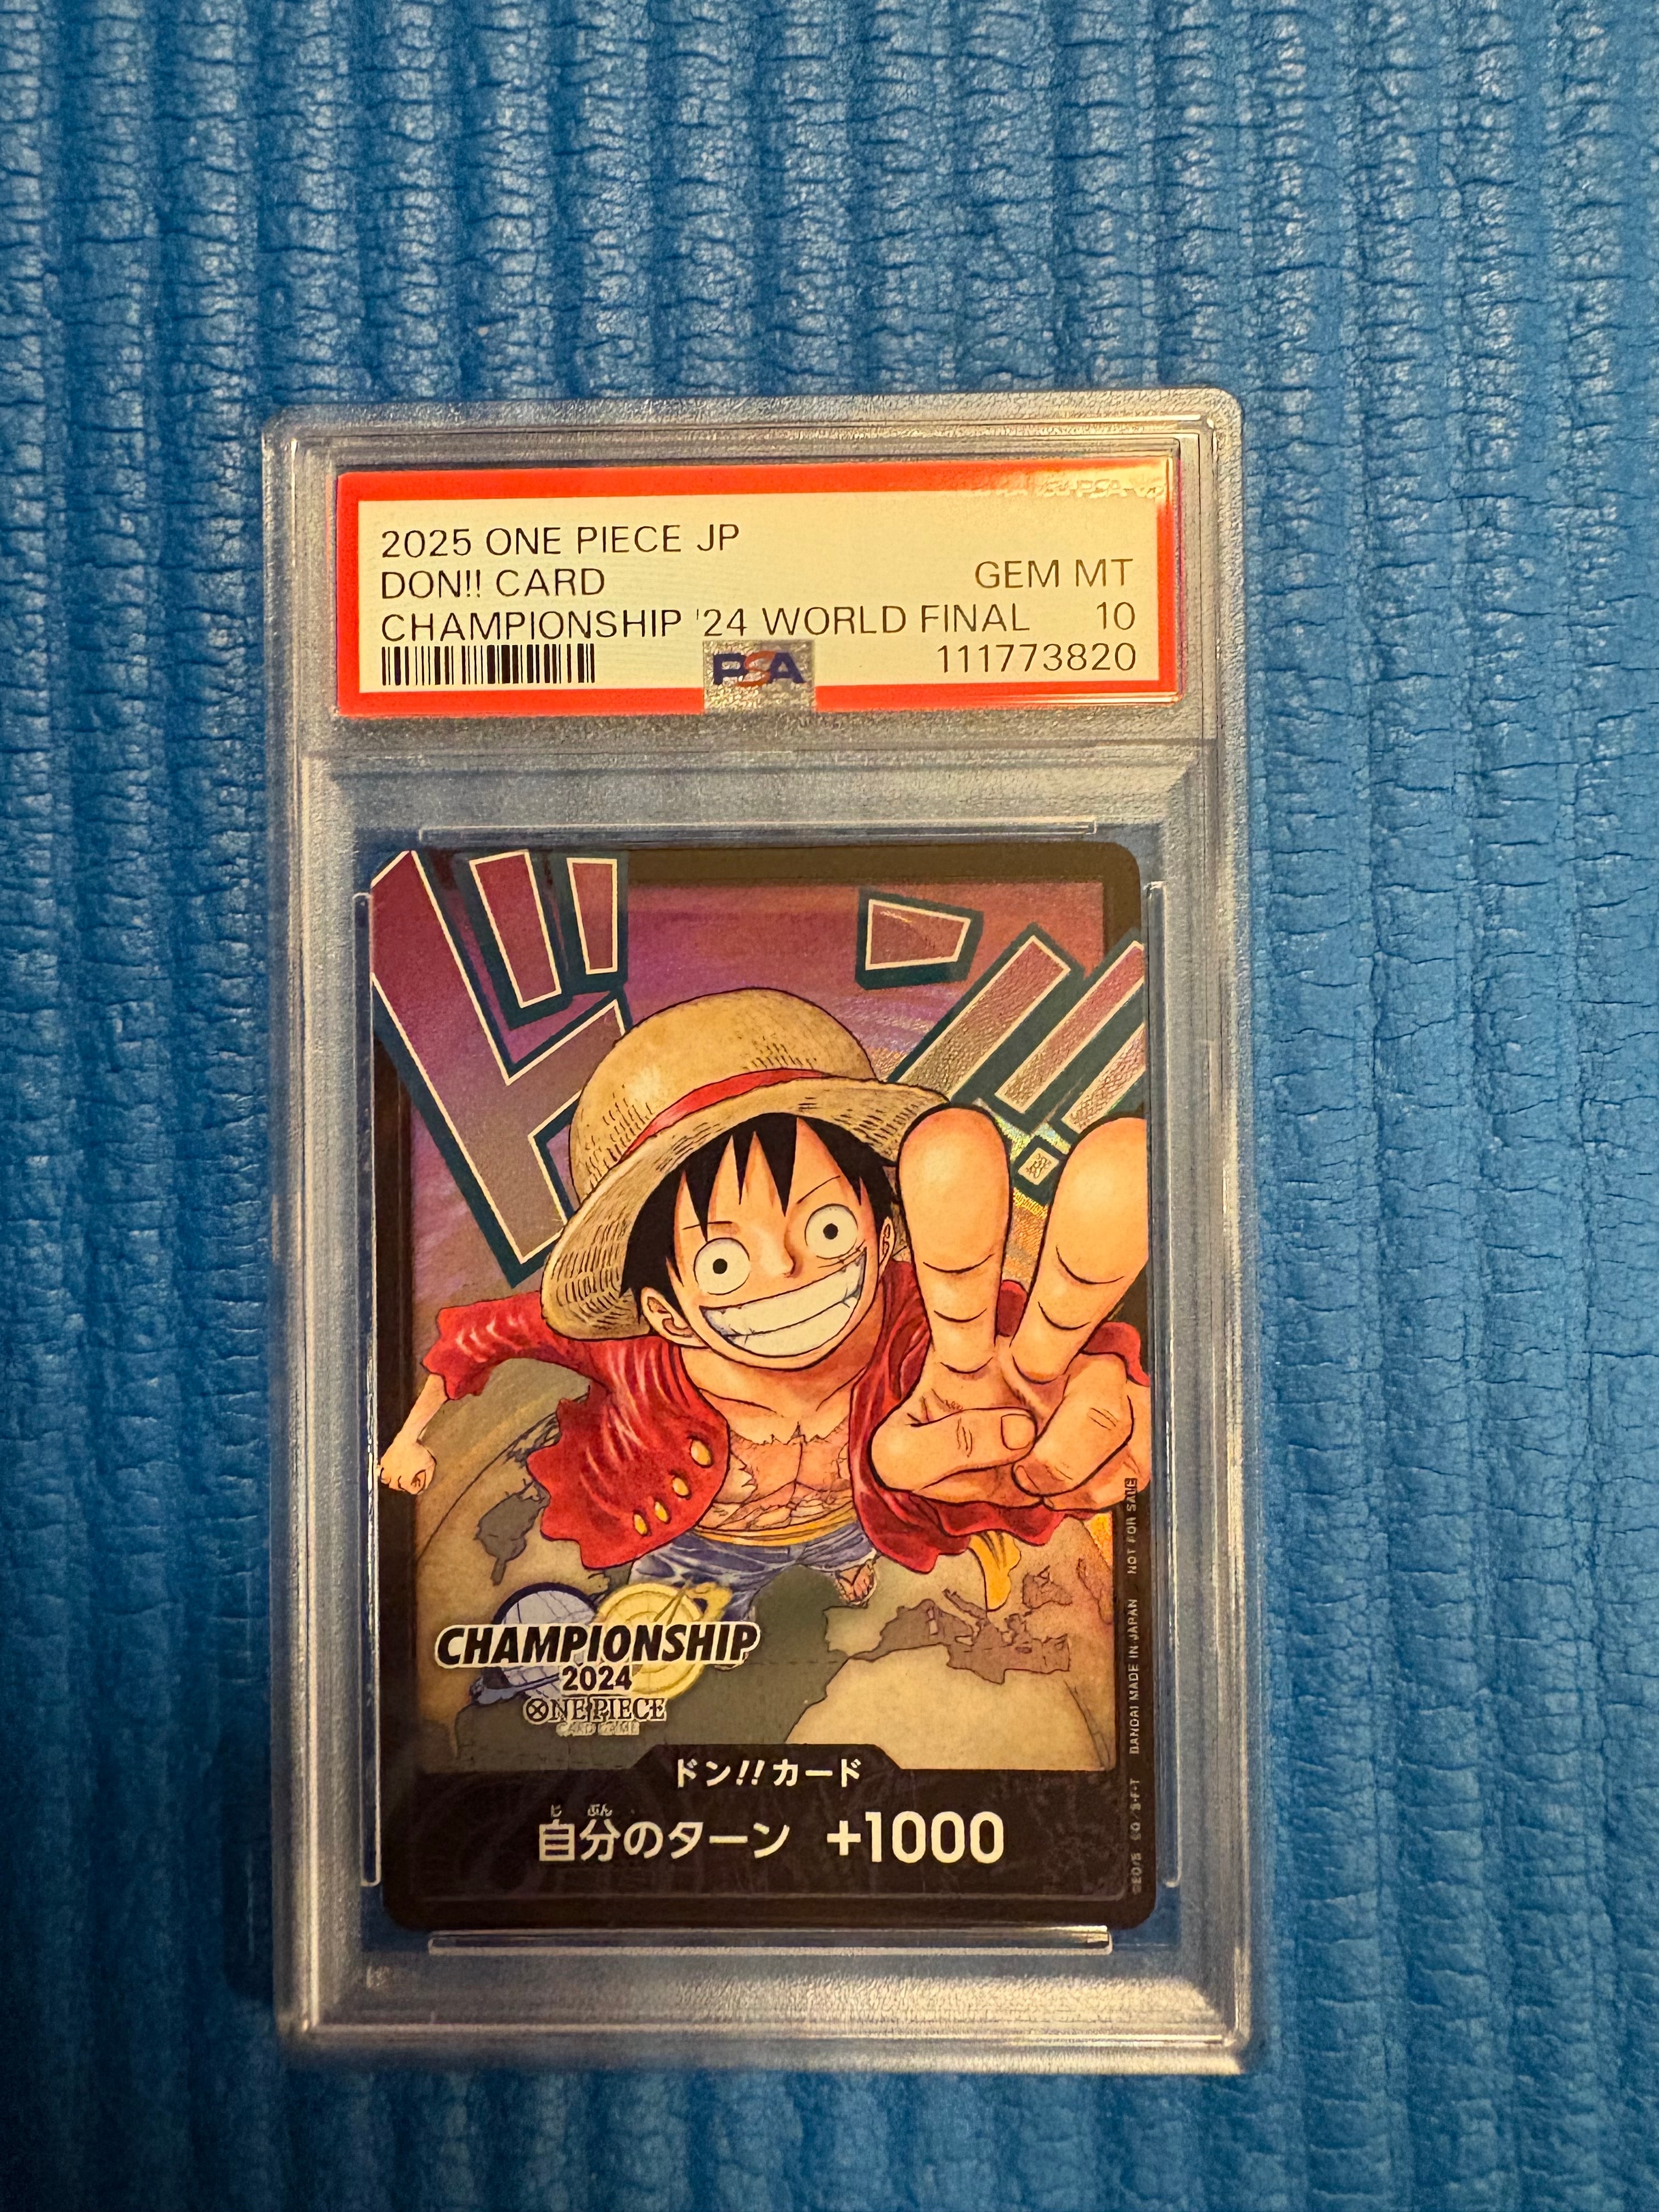 2025 ONE PIECE JP
DON!! CARD GEM MT
CHAMPIONSHIP '24 WORLD FINAL 10
PSA 111773820
ドン!!
CHAMPIONSHIP
2024
ONE PIECE
CARD GAME
ドン!!カード
じ ぶん
自分のターン +1000
BANDAI MADE IN JAPAN NOT FOR SALE